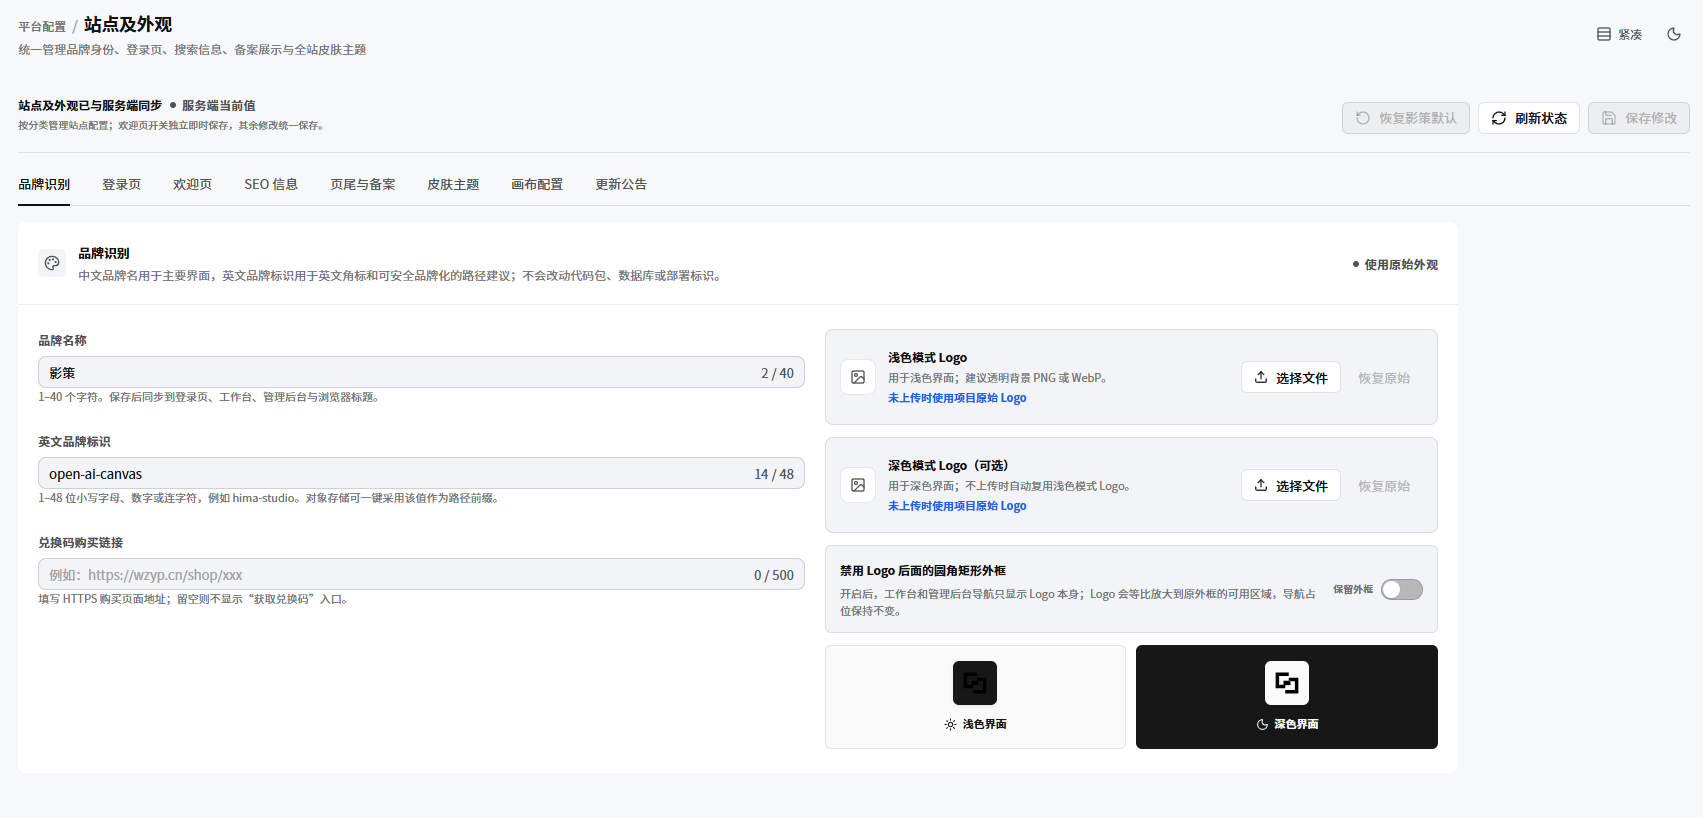 平台配置 / 站点及外观
统一管理品牌身份、登录页、搜索信息、备案展示与全站皮肤主题
紧凑
站点及外观已与服务端同步 ● 服务端当前值
按分类管理站点配置；欢迎页开关独立即时保存，其余修改统一保存。
恢复影策默认
刷新状态
保存修改
品牌识别
登录页
欢迎页
SEO 信息
页尾与备案
皮肤主题
画布配置
更新公告
品牌识别
中文品牌名用于主要界面，英文品牌标识用于英文角标和可安全品牌化的路径建议；不会改动代码包、数据库或部署标识。
● 使用原始外观
品牌名称
影策
2 / 40
1–40 个字符。保存后同步到登录页、工作台、管理后台与浏览器标题。
英文品牌标识
open-ai-canvas
14 / 48
1–48 位小写字母、数字或连字符，例如 hima-studio。对象存储可一键采用该值作为路径前缀。
兑换码购买链接
例如：https://wzyp.cn/shop/xxx
0 / 500
填写 HTTPS 购买页面地址；留空则不显示“获取兑换码”入口。
浅色模式 Logo
用于浅色界面；建议透明背景 PNG 或 WebP。
未上传时使用项目原始 Logo
选择文件
恢复原始
深色模式 Logo（可选）
用于深色界面；不上传时自动复用浅色模式 Logo。
未上传时使用项目原始 Logo
选择文件
恢复原始
禁用 Logo 后面的圆角矩形外框
开启后，工作台和管理后台导航只显示 Logo 本身；Logo 会等比放大到原外框的可用区域，导航占
位保持不变。
保留外框
浅色界面
深色界面